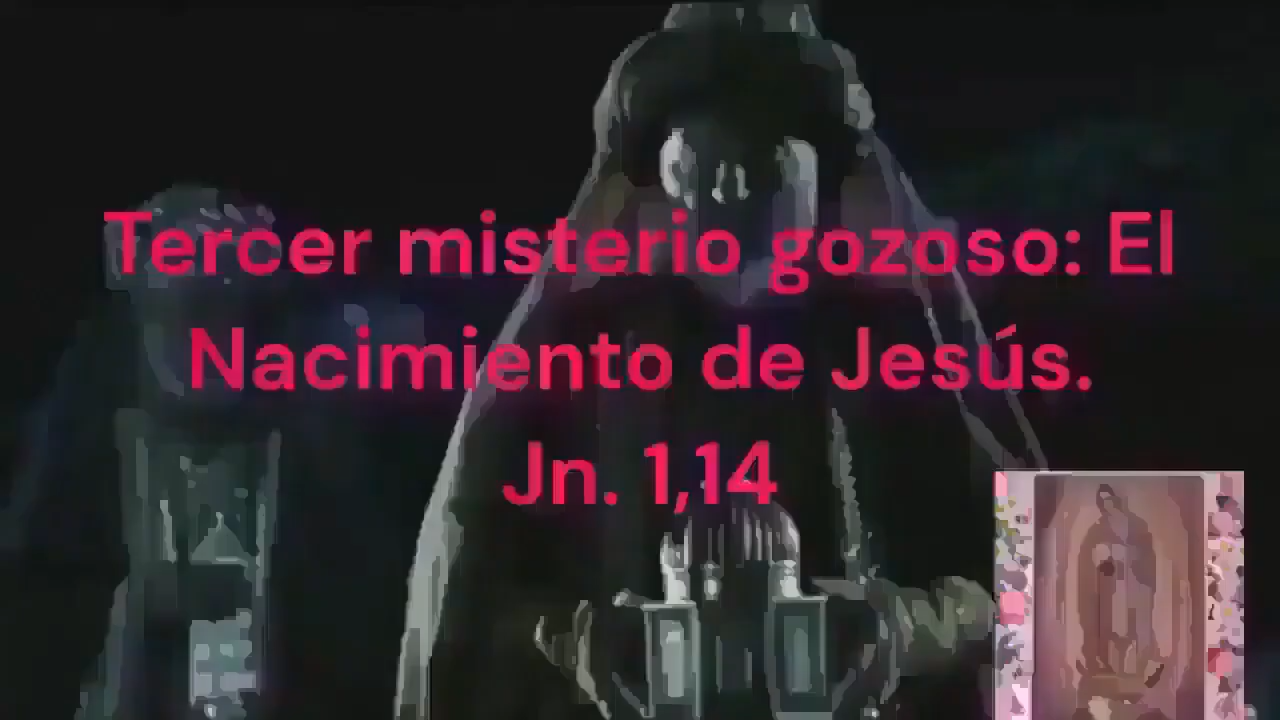 Tercer misterio gozoso: El
Nacimiento de Jesús.
Jn. 1,14